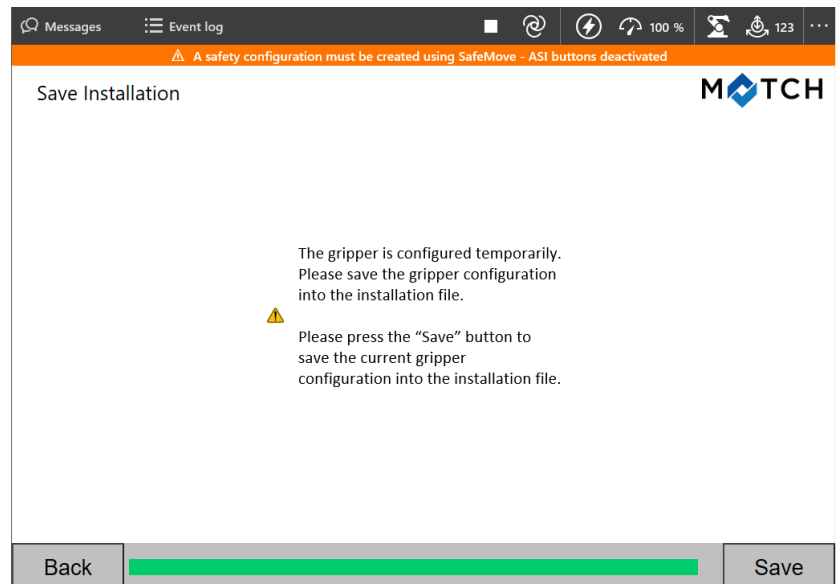 Messages
Event log
100 %
123
A safety configuration must be created using SafeMove - ASI buttons deactivated
Save Installation
MATCH
The gripper is configured temporarily.
Please save the gripper configuration
into the installation file.
Please press the “Save” button to
save the current gripper
configuration into the installation file.
Back
Save